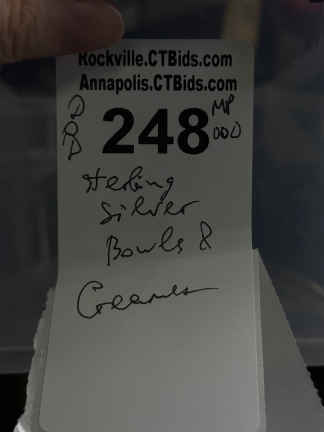 Rockville.CTBids.com
Annapolis.CTBids.com
248
Sterling
Silver
Bowls &
Creamer